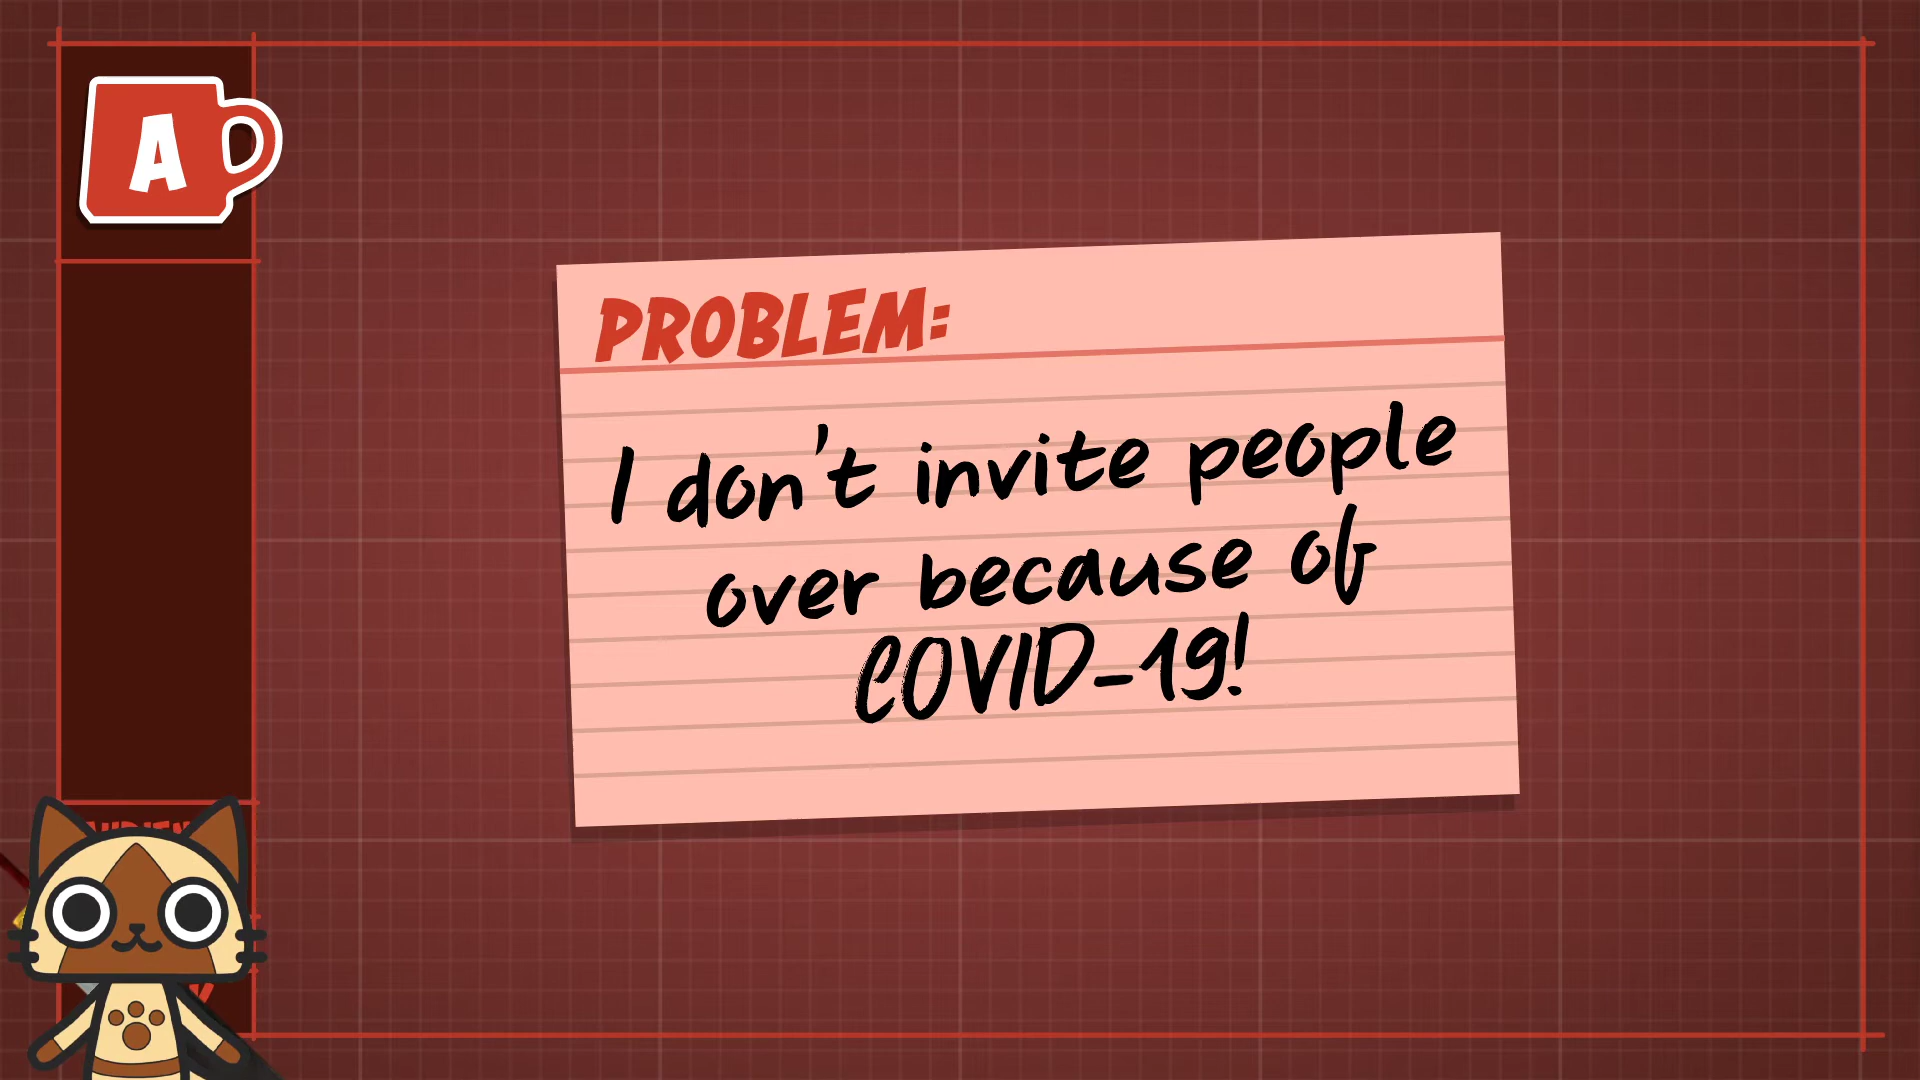 A
PROBLEM:
I don't invite people
over because of
COVID-19!